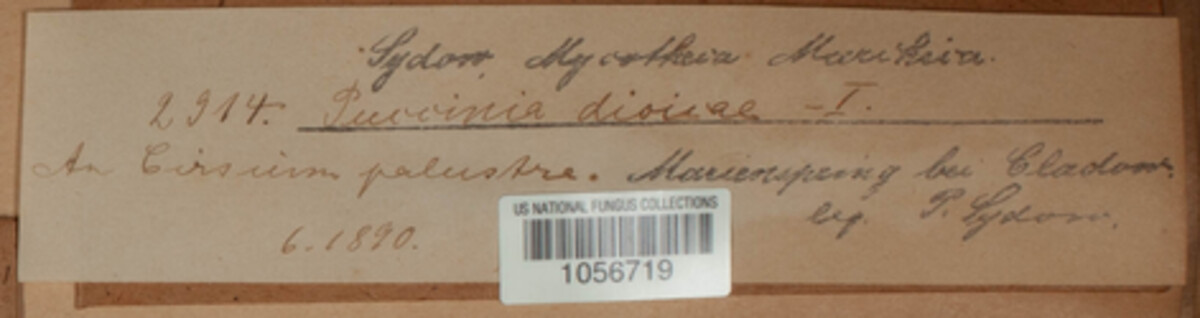 Sydow, Mycotheca Marchica.
2914. Puccinia dioicae - I.
An Cirsium palustre. Marienspring bei Cladow.
leg. P. Sydow.
6.1890.
US NATIONAL FUNGUS COLLECTIONS
1056719